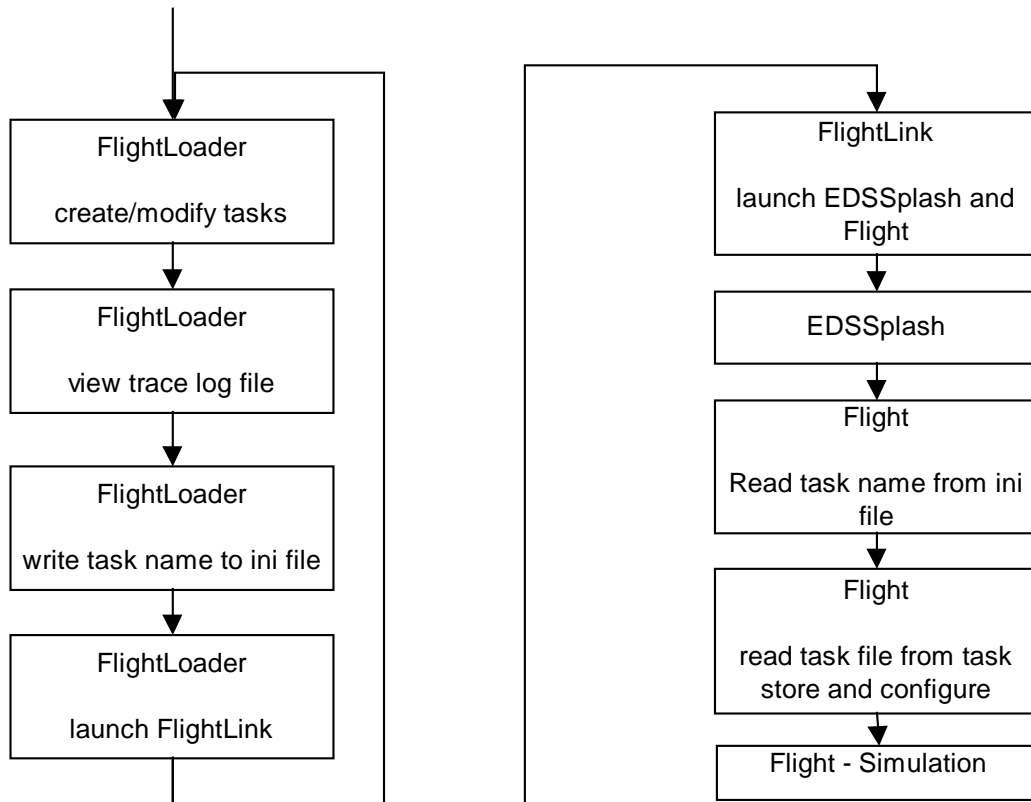 FlightLoader
create/modify tasks
FlightLoader
view trace log file
FlightLoader
write task name to ini file
FlightLoader
launch FlightLink
FlightLink
launch EDSSplash and
Flight
EDSSplash
Flight
Read task name from ini
file
Flight
read task file from task
store and configure
Flight - Simulation